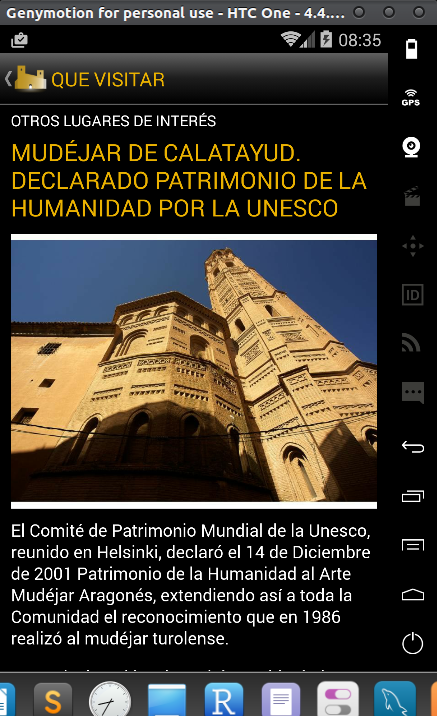 Genymotion for personal use - HTC One - 4.4....
08:35
QUE VISITAR
GPS
OTROS LUGARES DE INTERÉS
MUDÉJAR DE CALATAYUD.
DECLARADO PATRIMONIO DE LA
HUMANIDAD POR LA UNESCO
ID
El Comité de Patrimonio Mundial de la Unesco,
reunido en Helsinki, declaró el 14 de Diciembre
de 2001 Patrimonio de la Humanidad al Arte
Mudéjar Aragonés, extendiendo así a toda la
Comunidad el reconocimiento que en 1986
realizó al mudéjar turolense.
S
R